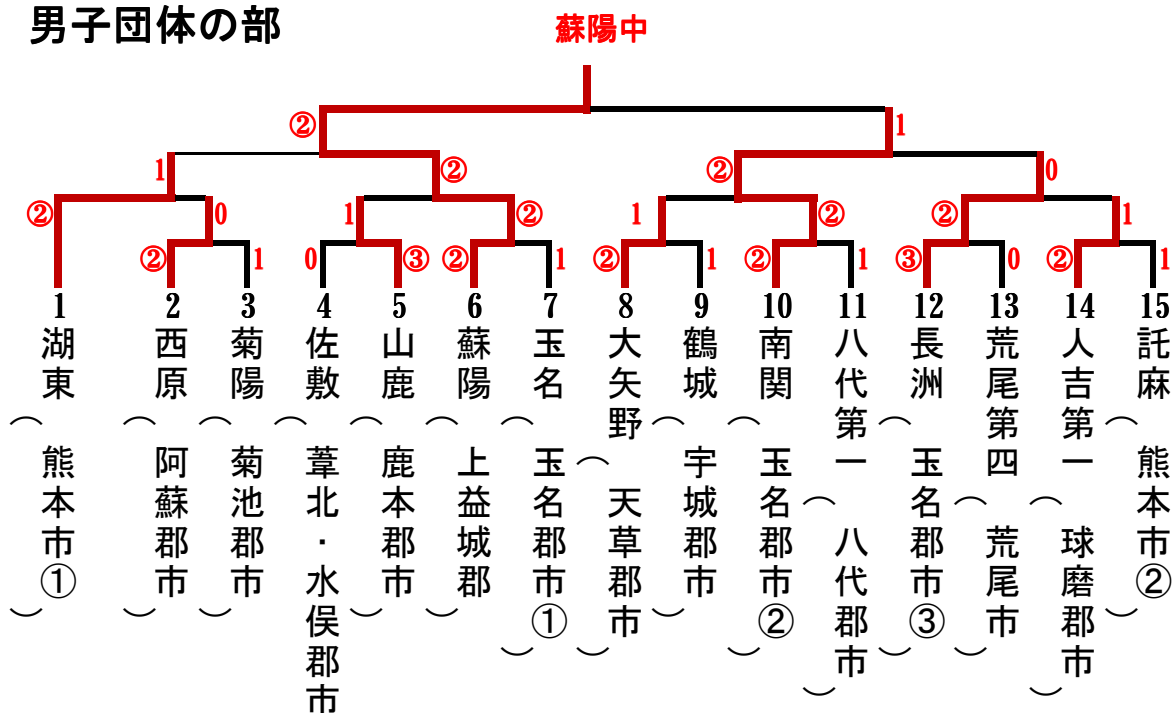 男子団体の部
蘇陽中
② 1
1 ② ② 0
② 0 1 ② 1 ② ② 1
② 1 0 ③ ② 1 ② 1 ② 1 ③ 0 ② 1
1 湖東（熊本市①）
2 西原（阿蘇郡市）
3 菊陽（菊池郡市）
4 佐敷（葦北・水俣郡市
5 山鹿（鹿本郡市）
6 蘇陽（上益城郡）
7 玉名（玉名郡市①）
8 大矢野（天草郡市）
9 鶴城（宇城郡市）
10 南関（玉名郡市②）
11 八代第一（八代郡市）
12 長洲（玉名郡市③）
13 荒尾第四（荒尾市）
14 人吉第一（球磨郡市）
15 託麻（熊本市②）